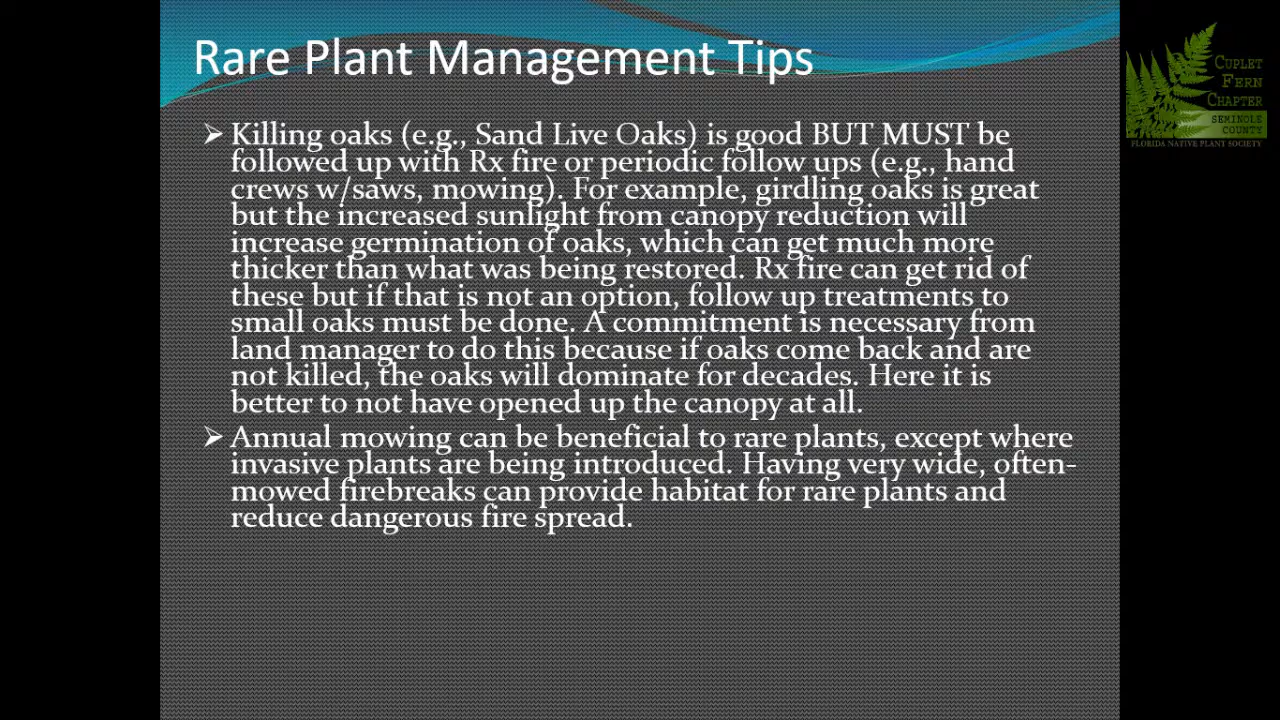 Rare Plant Management Tips
➢ Killing oaks (e.g., Sand Live Oaks) is good BUT MUST be
followed up with Rx fire or periodic follow ups (e.g., hand
crews w/saws, mowing). For example, girdling oaks is great
but the increased sunlight from canopy reduction will
increase germination of oaks, which can get much more
thicker than what was being restored. Rx fire can get rid of
these but if that is not an option, follow up treatments to
small oaks must be done. A commitment is necessary from
land manager to do this because if oaks come back and are
not killed, the oaks will dominate for decades. Here it is
better to not have opened up the canopy at all.
➢ Annual mowing can be beneficial to rare plants, except where
invasive plants are being introduced. Having very wide, often-
mowed firebreaks can provide habitat for rare plants and
reduce dangerous fire spread.
CUPLET
FERN
CHAPTER
SEMINOLE
COUNTY
FLORIDA NATIVE PLANT SOCIETY